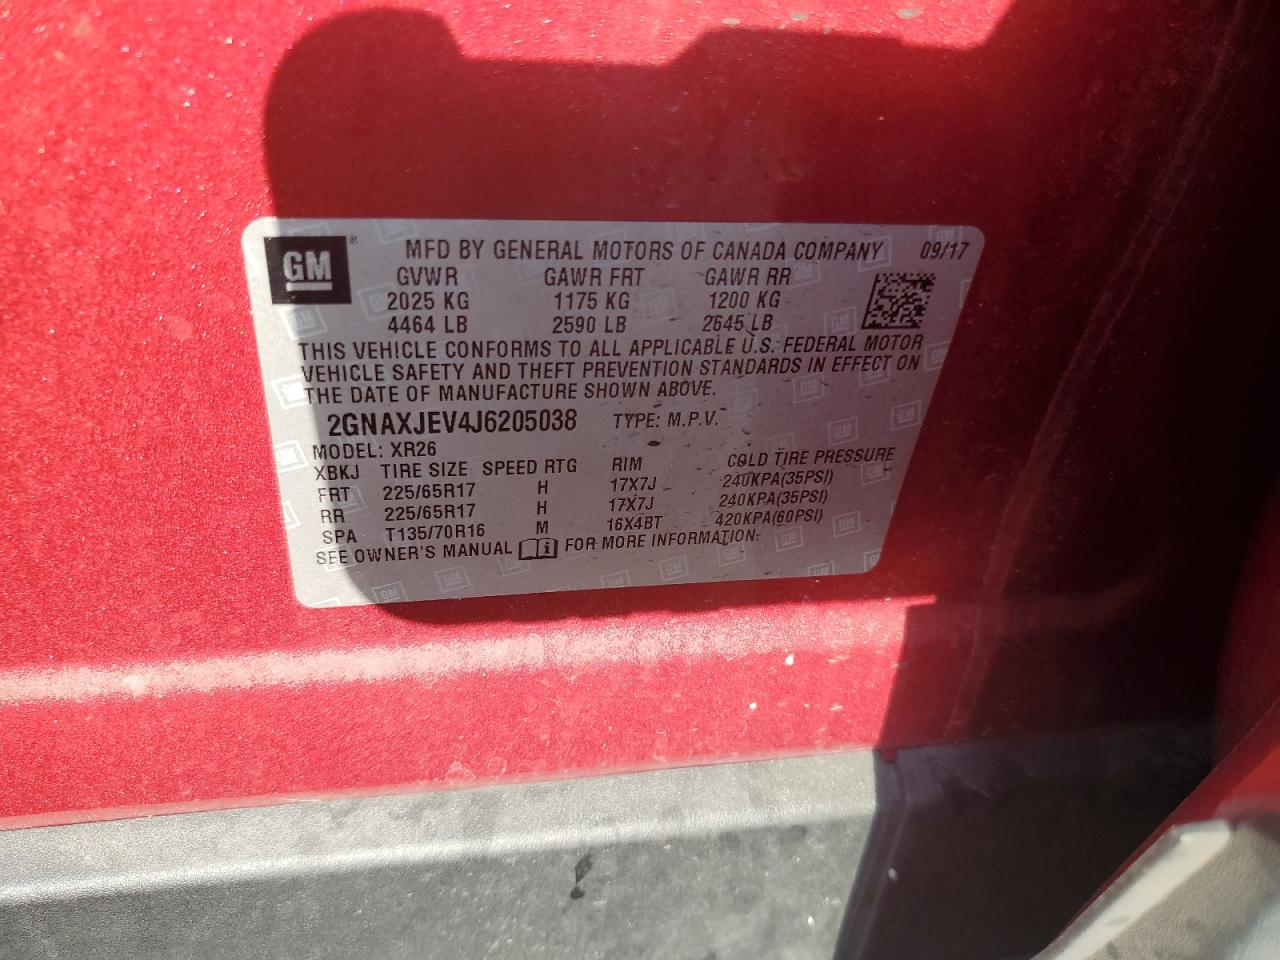 GM ® MFD BY GENERAL MOTORS OF CANADA COMPANY 09/17
GVWR GAWR FRT GAWR RR
2025 KG 1175 KG 1200 KG
4464 LB 2590 LB 2645 LB
THIS VEHICLE CONFORMS TO ALL APPLICABLE U.S. FEDERAL MOTOR
VEHICLE SAFETY AND THEFT PREVENTION STANDARDS IN EFFECT ON
THE DATE OF MANUFACTURE SHOWN ABOVE.
2GNAXJEV4J6205038 TYPE: M.P.V.
MODEL: XR26
XBKJ TIRE SIZE SPEED RTG RIM COLD TIRE PRESSURE
FRT 225/65R17 H 17X7J 240KPA(35PSI)
RR 225/65R17 H 17X7J 240KPA(35PSI)
SPA T135/70R16 M 16X4BT 420KPA(60PSI)
SEE OWNER'S MANUAL FOR MORE INFORMATION.